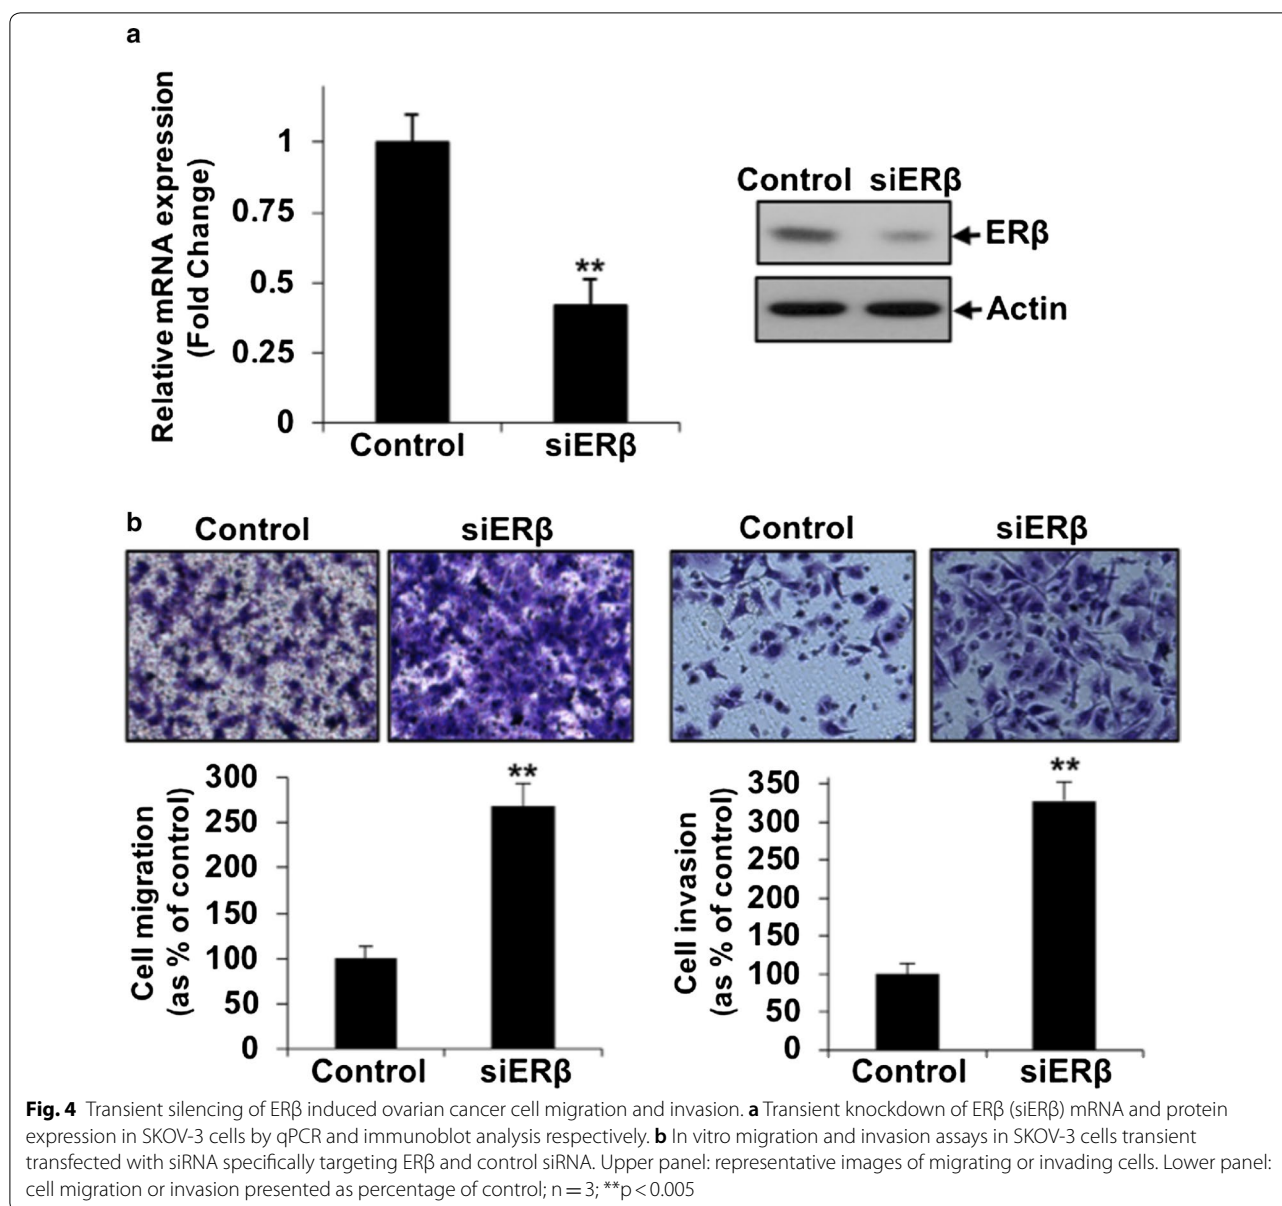 a
Relative mRNA expression
(Fold Change)
1
0.75
0.5
0.25
0
**
Control siERβ
Control siERβ
ERβ
Actin
b
Control siERβ
Control siERβ
Cell migration
(as % of control)
300
250
200
150
100
50
0
**
Control siERβ
Cell invasion
(as % of control)
350
300
250
200
150
100
50
0
**
Control siERβ
Fig. 4 Transient silencing of ERβ induced ovarian cancer cell migration and invasion. a Transient knockdown of ERβ (siERβ) mRNA and protein
expression in SKOV-3 cells by qPCR and immunoblot analysis respectively. b In vitro migration and invasion assays in SKOV-3 cells transient
transfected with siRNA specifically targeting ERβ and control siRNA. Upper panel: representative images of migrating or invading cells. Lower panel:
cell migration or invasion presented as percentage of control; n = 3; **p < 0.005